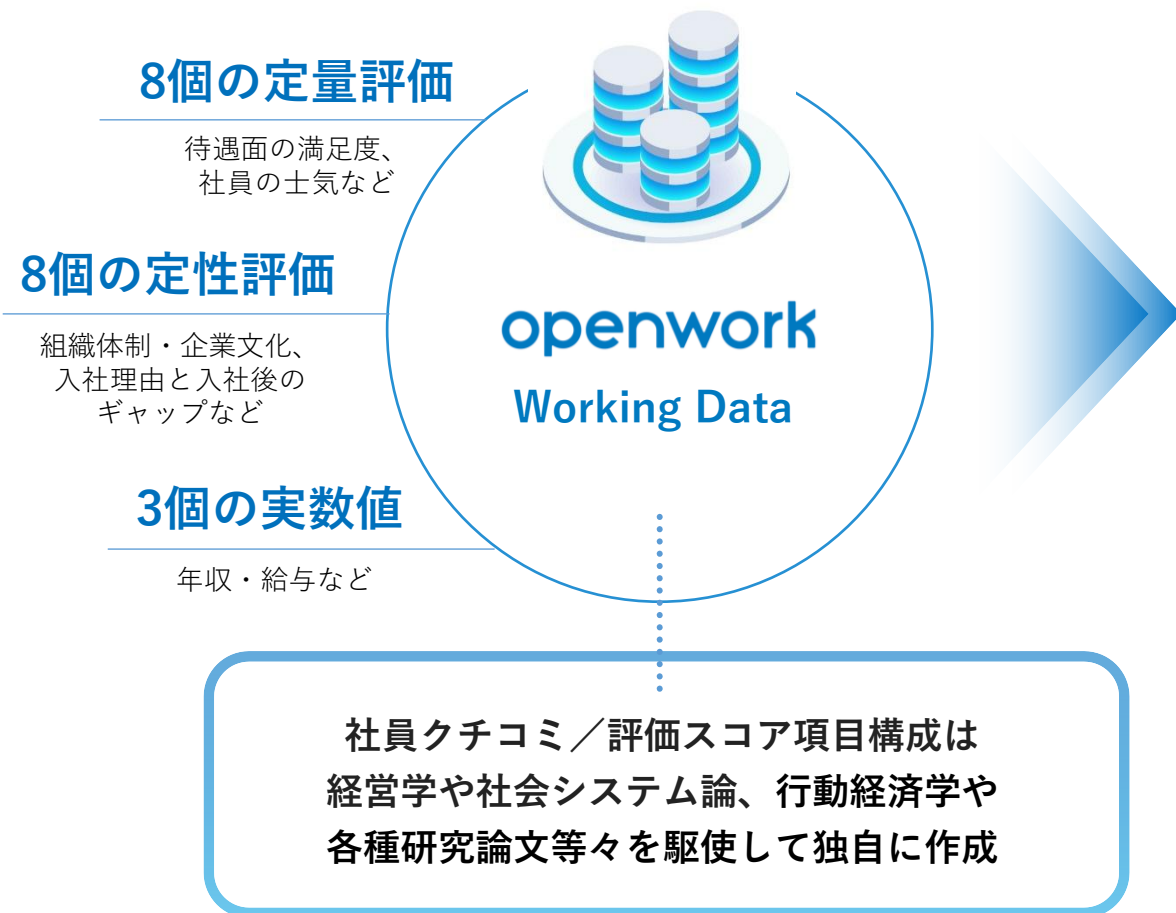 8個の定量評価
待遇面の満足度、
社員の士気など
8個の定性評価
組織体制・企業文化、
入社理由と入社後の
ギャップなど
3個の実数値
年収・給与など
openwork
Working Data
社員クチコミ／評価スコア項目構成は
経営学や社会システム論、行動経済学や
各種研究論文等々を駆使して独自に作成